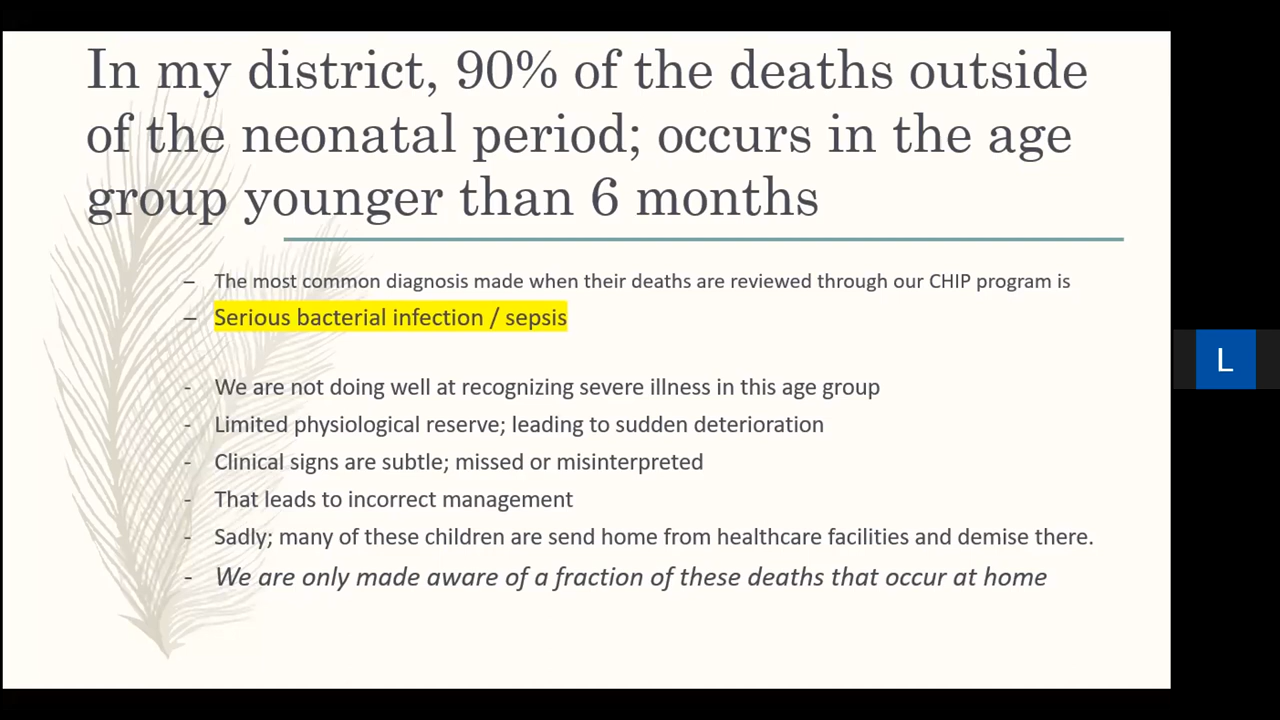 In my district, 90% of the deaths outside
of the neonatal period; occurs in the age
group younger than 6 months
– The most common diagnosis made when their deaths are reviewed through our CHIP program is
– Serious bacterial infection / sepsis
- We are not doing well at recognizing severe illness in this age group
- Limited physiological reserve; leading to sudden deterioration
- Clinical signs are subtle; missed or misinterpreted
- That leads to incorrect management
- Sadly; many of these children are send home from healthcare facilities and demise there.
- We are only made aware of a fraction of these deaths that occur at home
L